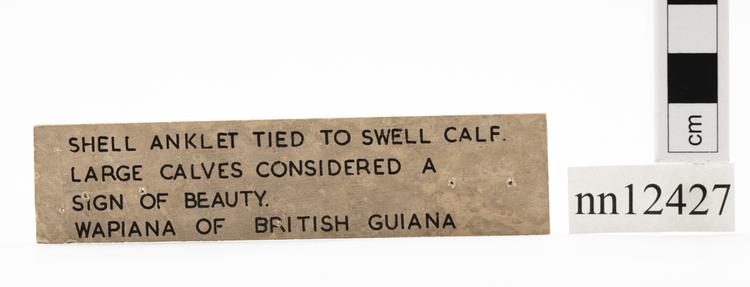 SHELL ANKLET TIED TO SWELL CALF.
LARGE CALVES CONSIDERED A
SIGN OF BEAUTY.
WAPIANA OF BRITISH GUIANA
cm
nn12427